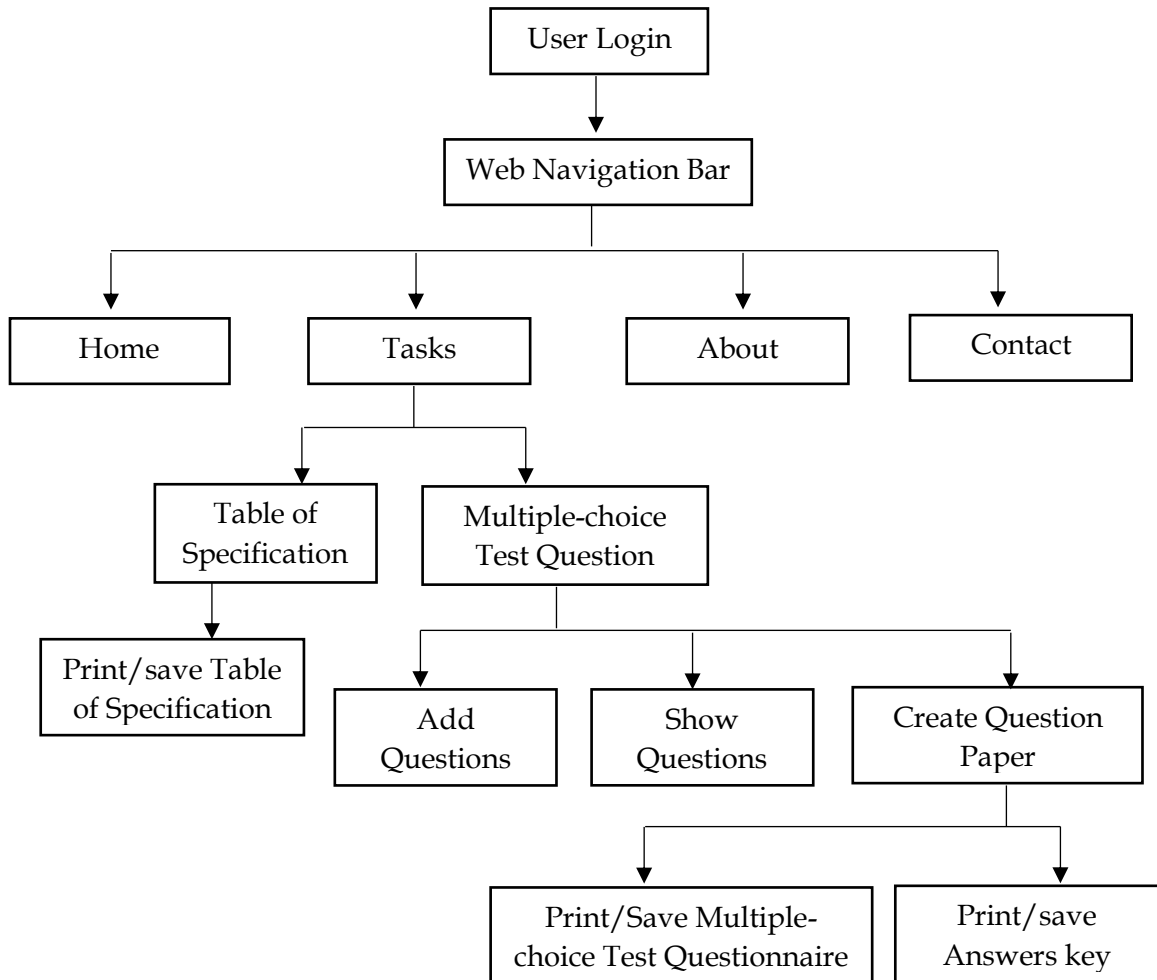 User Login
Web Navigation Bar
Home
Tasks
About
Contact
Table of
Specification
Multiple-choice
Test Question
Print/save Table
of Specification
Add
Questions
Show
Questions
Create Question
Paper
Print/Save Multiple-
choice Test Questionnaire
Print/save
Answers key